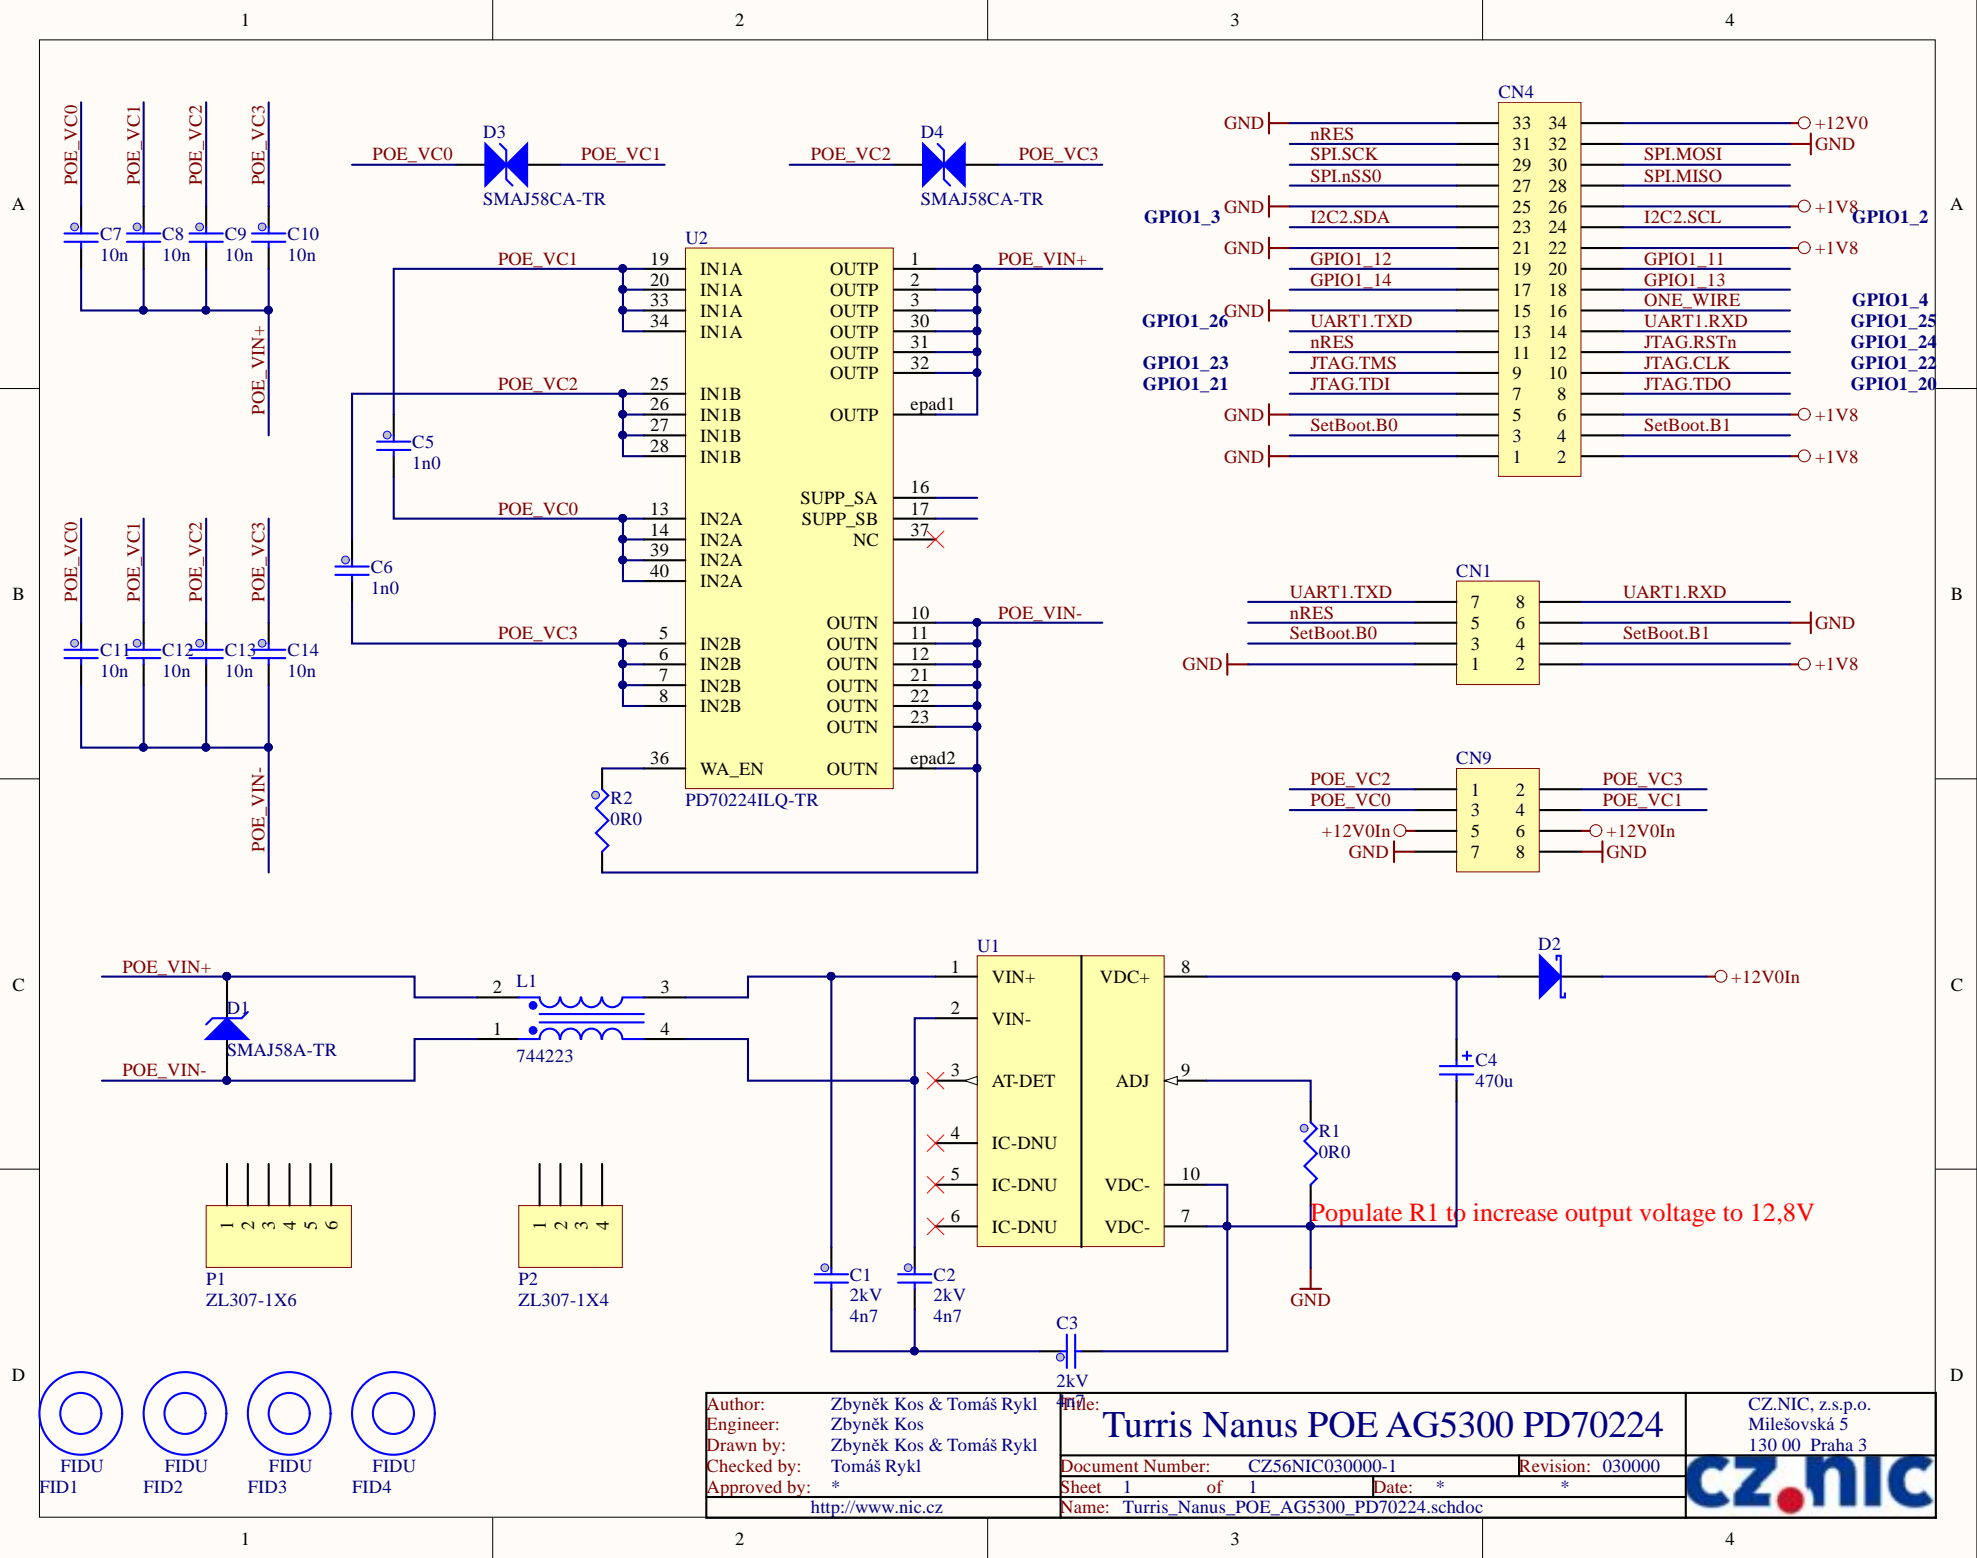 1 2 3 4
A
B
C
D
POE_VC0
POE_VC1
POE_VC2
POE_VC3
C7
10n
C8
10n
C9
10n
C10
10n
POE_VIN+
POE_VC0
POE_VC1
POE_VC2
POE_VC3
C11
10n
C12
10n
C13
10n
C14
10n
POE_VIN-
D3
POE_VC0 POE_VC1
SMAJ58CA-TR
D4
POE_VC2 POE_VC3
SMAJ58CA-TR
U2
POE_VC1 19 IN1A OUTP 1 POE_VIN+
20 IN1A OUTP 2
33 IN1A OUTP 3
34 IN1A OUTP 30
OUTP 31
OUTP 32
POE_VC2 25 IN1B
26 IN1B OUTP epad1
27 IN1B
28 IN1B
C5
1n0
SUPP_SA 16
POE_VC0 13 IN2A SUPP_SB 17
14 IN2A NC 37
39 IN2A
40 IN2A
C6
1n0
OUTN 10 POE_VIN-
POE_VC3 5 IN2B OUTN 11
6 IN2B OUTN 12
7 IN2B OUTN 21
8 IN2B OUTN 22
OUTN 23
36 WA_EN OUTN epad2
PD70224ILQ-TR
R2
0R0
CN4
GND 33 34 +12V0
nRES 31 32 GND
SPI.SCK 29 30 SPI.MOSI
SPI.nSS0 27 28 SPI.MISO
GND 25 26 +1V8
GPIO1_3 I2C2.SDA 23 24 I2C2.SCL GPIO1_2
GND 21 22 +1V8
GPIO1_12 19 20 GPIO1_11
GPIO1_14 17 18 GPIO1_13
GND 15 16 ONE_WIRE GPIO1_4
GPIO1_26 UART1.TXD 13 14 UART1.RXD GPIO1_25
nRES 11 12 JTAG.RSTn GPIO1_24
GPIO1_23 JTAG.TMS 9 10 JTAG.CLK GPIO1_22
GPIO1_21 JTAG.TDI 7 8 JTAG.TDO GPIO1_20
GND 5 6 +1V8
SetBoot.B0 3 4 SetBoot.B1
GND 1 2 +1V8
CN1
UART1.TXD 7 8 UART1.RXD
nRES 5 6 GND
SetBoot.B0 3 4 SetBoot.B1
GND 1 2 +1V8
CN9
POE_VC2 1 2 POE_VC3
POE_VC0 3 4 POE_VC1
+12V0In 5 6 +12V0In
GND 7 8 GND
POE_VIN+
D1
SMAJ58A-TR
POE_VIN-
2 L1 3
1 4
744223
U1
1 VIN+ VDC+ 8
2 VIN-
3 AT-DET ADJ 9
4 IC-DNU
5 IC-DNU VDC- 10
6 IC-DNU VDC- 7
D2
+12V0In
C4
470u
R1
0R0
Populate R1 to increase output voltage to 12,8V
GND
C1
2kV
4n7
C2
2kV
4n7
C3
2kV
4n7
1 2 3 4 5 6
P1
ZL307-1X6
1 2 3 4
P2
ZL307-1X4
FIDU FIDU FIDU FIDU
FID1 FID2 FID3 FID4
Author: Zbyněk Kos & Tomáš Rykl
Engineer: Zbyněk Kos
Drawn by: Zbyněk Kos & Tomáš Rykl
Checked by: Tomáš Rykl
Approved by: *
http://www.nic.cz
Title:
Turris Nanus POE AG5300 PD70224
Document Number: CZ56NIC030000-1 Revision: 030000
Sheet 1 of 1 Date: * *
Name: Turris_Nanus_POE_AG5300_PD70224.schdoc
CZ.NIC, z.s.p.o.
Milešovská 5
130 00 Praha 3
cz.nic
A
B
C
D
1 2 3 4